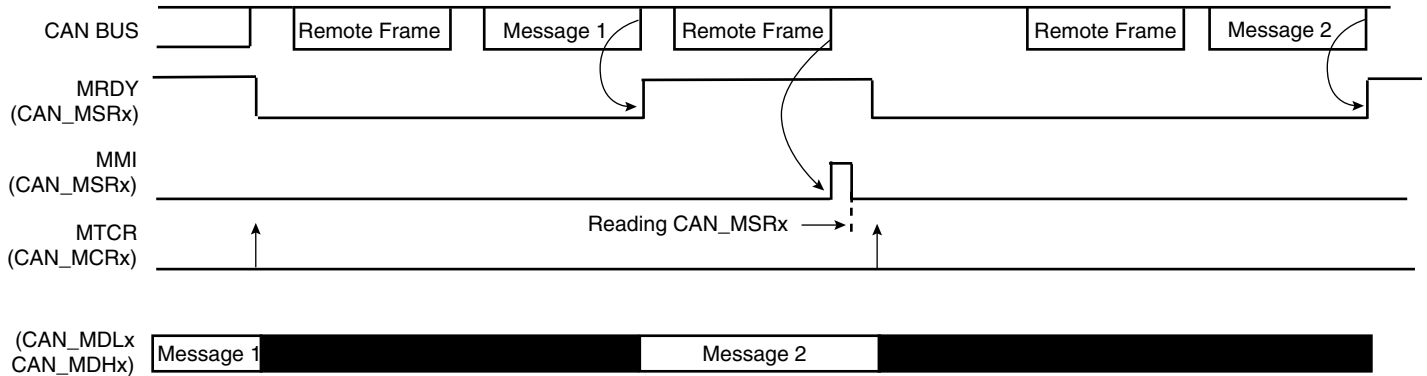 CAN BUS
Remote Frame
Message 1
Remote Frame
Remote Frame
Message 2
MRDY
(CAN_MSRx)
MMI
(CAN_MSRx)
Reading CAN_MSRx
MTCR
(CAN_MCRx)
(CAN_MDLx
CAN_MDHx)
Message 1
Message 2